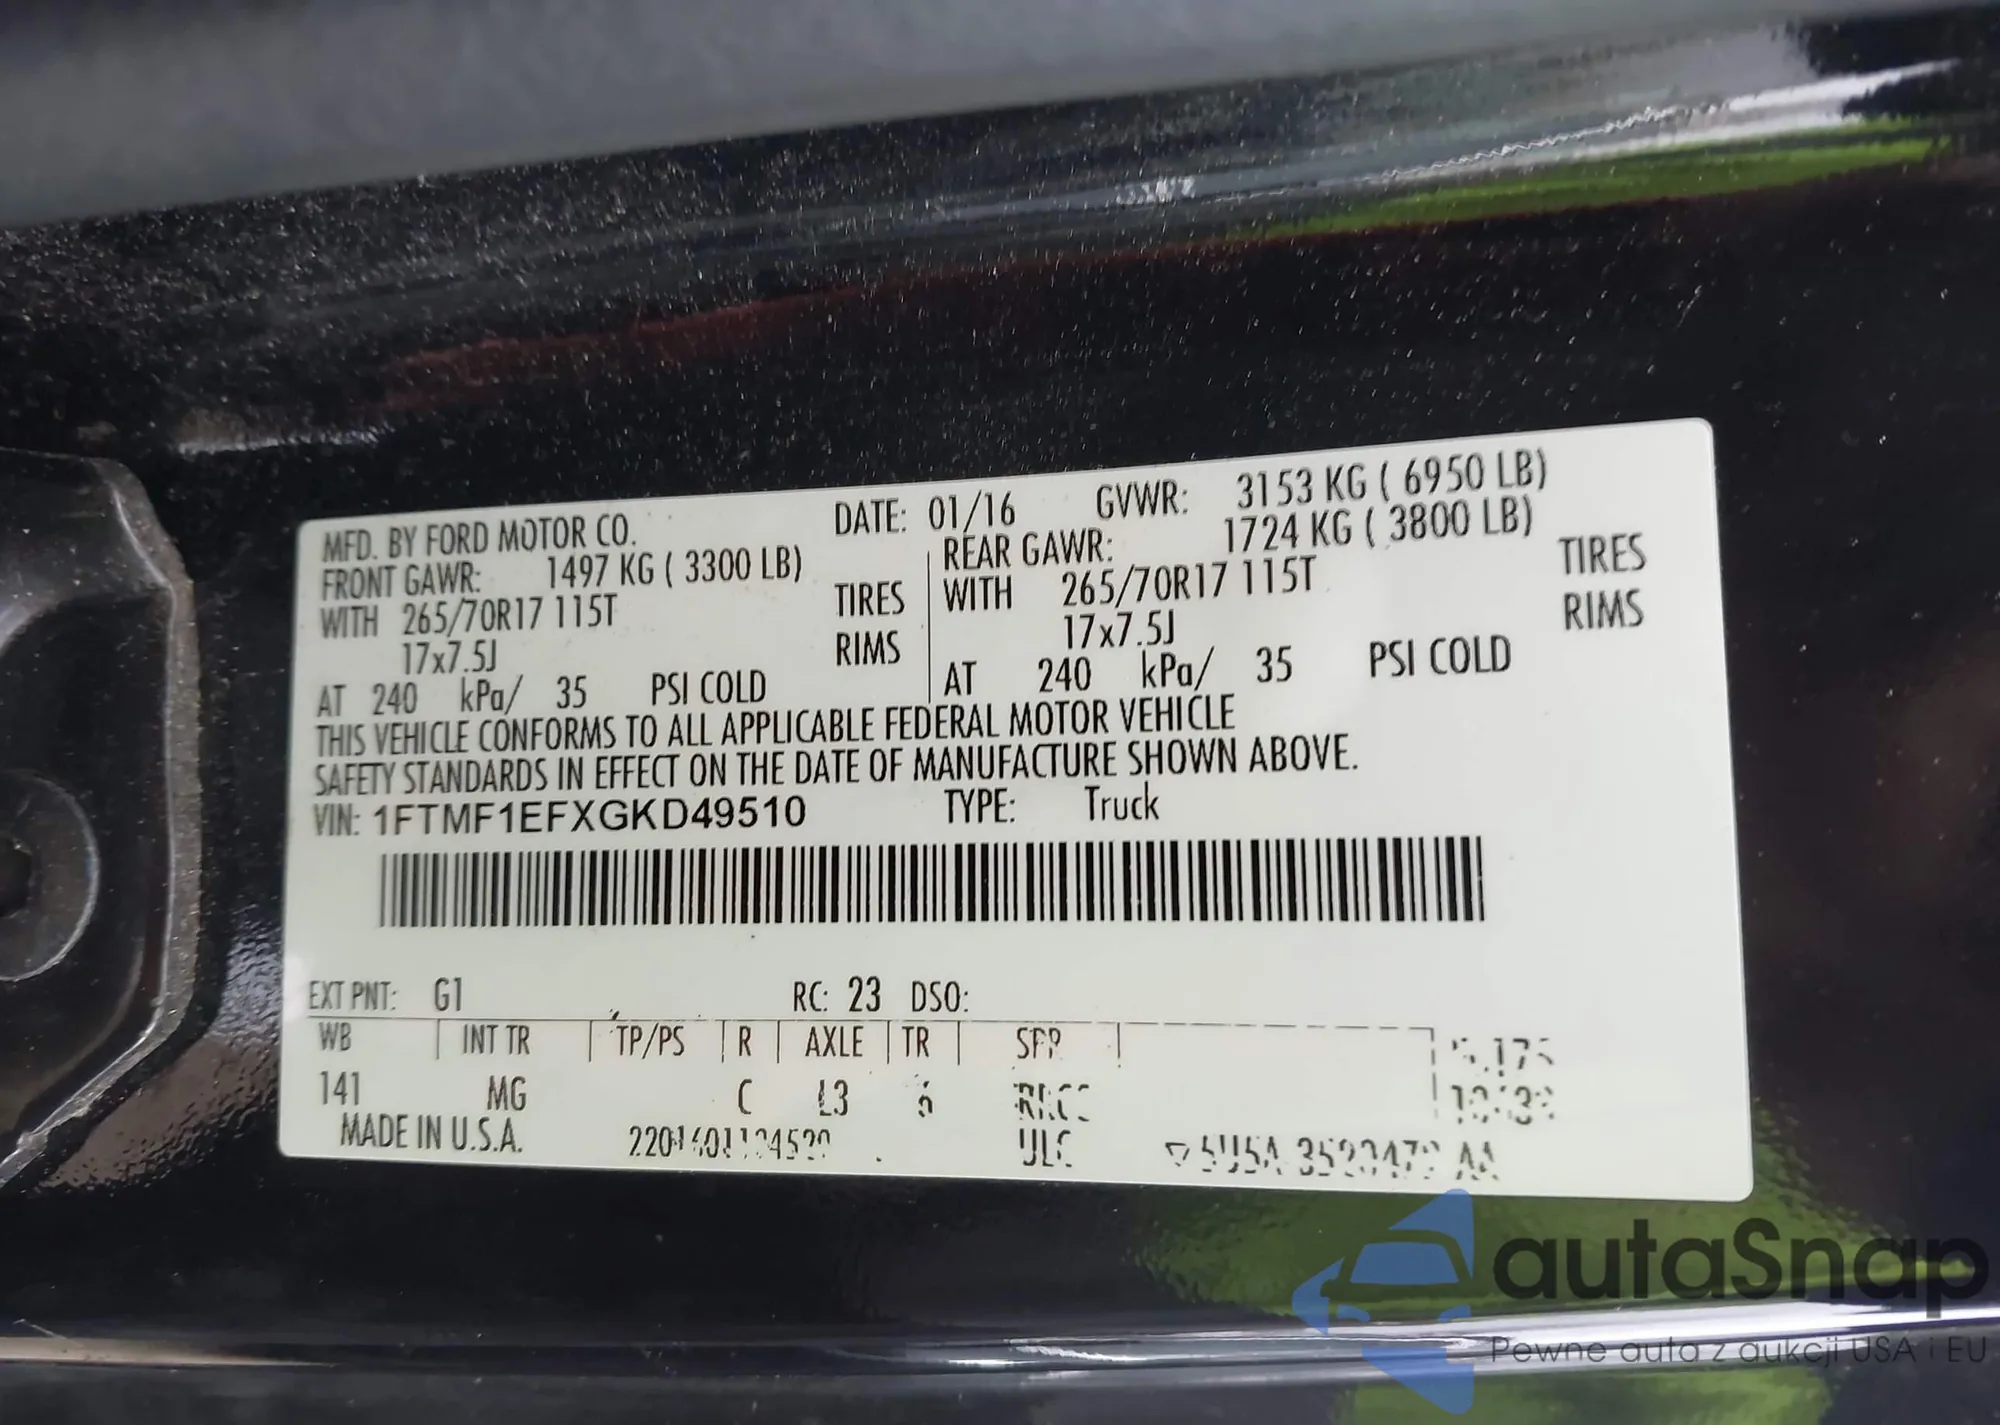 MFD. BY FORD MOTOR CO. DATE: 01/16 GVWR: 3153 KG ( 6950 LB)
FRONT GAWR: 1497 KG ( 3300 LB) REAR GAWR: 1724 KG ( 3800 LB)
WITH 265/70R17 115T TIRES WITH 265/70R17 115T TIRES
17x7.5J RIMS 17x7.5J RIMS
AT 240 kPa/ 35 PSI COLD AT 240 kPa/ 35 PSI COLD
THIS VEHICLE CONFORMS TO ALL APPLICABLE FEDERAL MOTOR VEHICLE
SAFETY STANDARDS IN EFFECT ON THE DATE OF MANUFACTURE SHOWN ABOVE.
VIN: 1FTMF1EFXGKD49510 TYPE: Truck
EXT PNT: G1 RC: 23 DSO:
WB INT TR TP/PS R AXLE TR
141 MG C L3 6
MADE IN U.S.A. ULC
autaSnap
Pewne auta z aukcji USA i EU